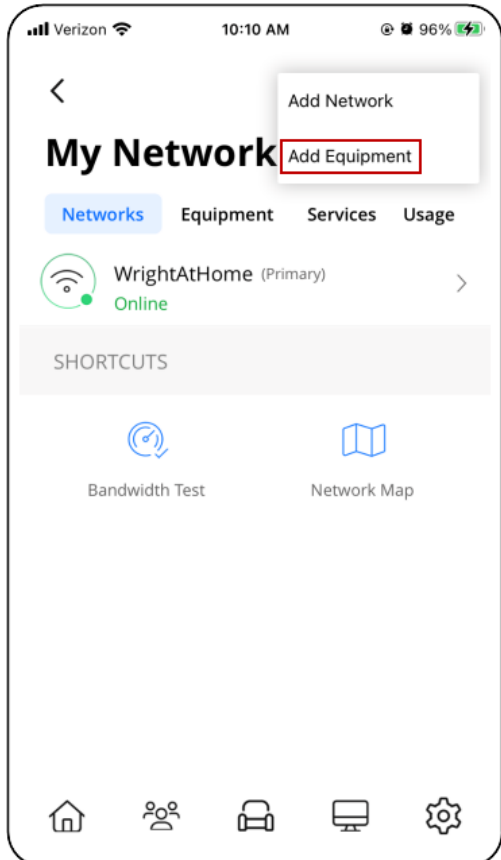 Verizon 10:10 AM 96%
Add Network
My Network
Add Equipment
Networks Equipment Services Usage
WrightAtHome (Primary)
Online
SHORTCUTS
Bandwidth Test Network Map